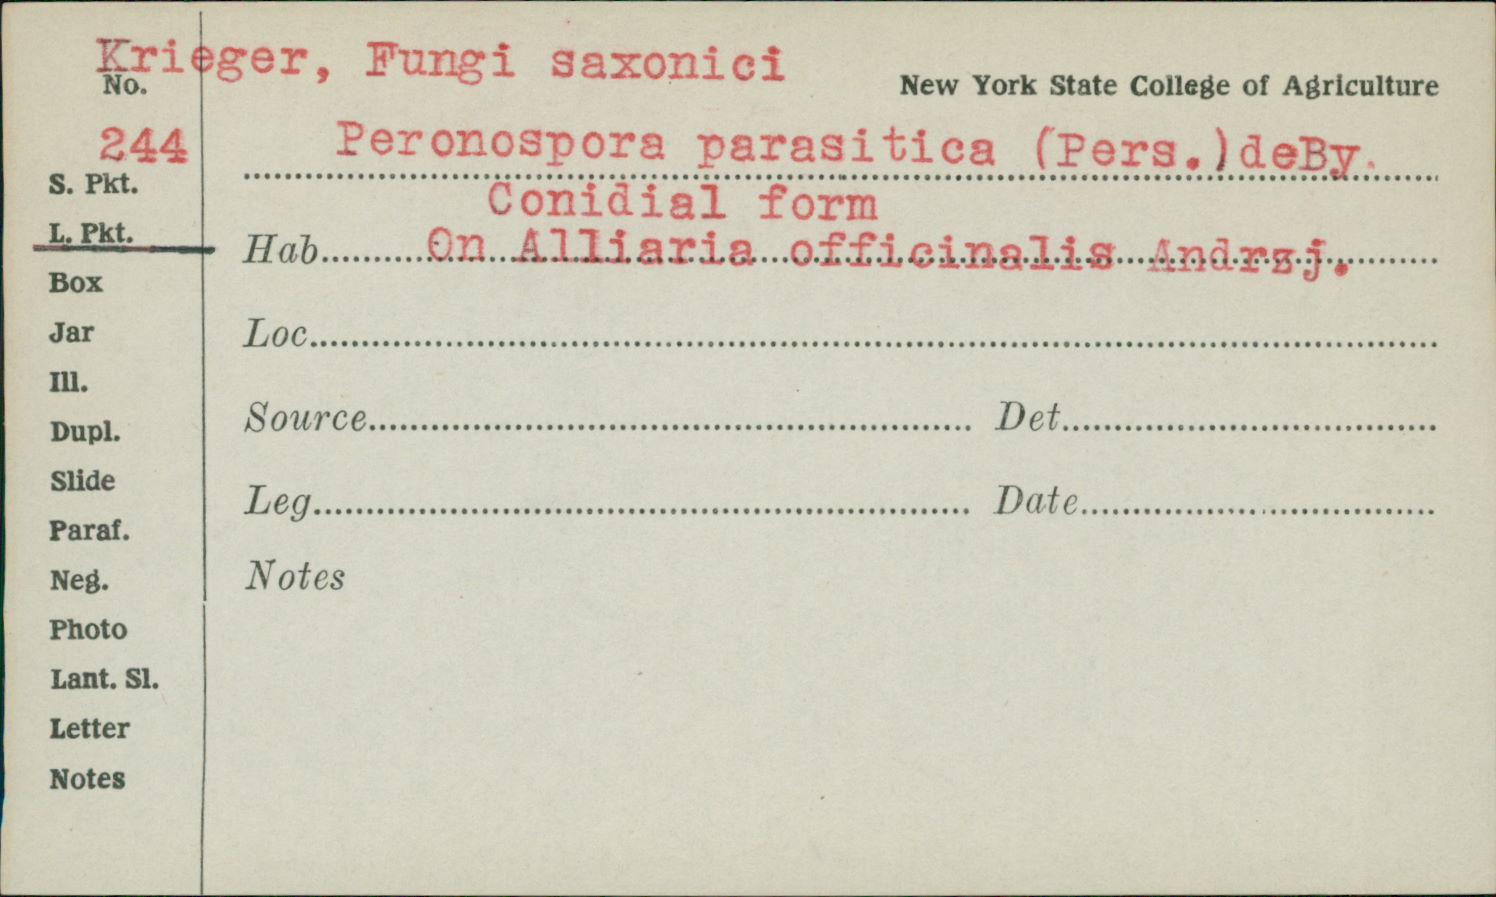 Krieger, Fungi saxonici
No.
New York State College of Agriculture
244
Peronospora parasitica (Pers.)deBy.
S. Pkt.
Conidial form
L. Pkt.
Hab. On Alliaria officinalis Andrzj.
Box
Jar
Loc.
Ill.
Dupl.
Source Det.
Slide
Leg. Date
Paraf.
Neg.
Notes
Photo
Lant. Sl.
Letter
Notes